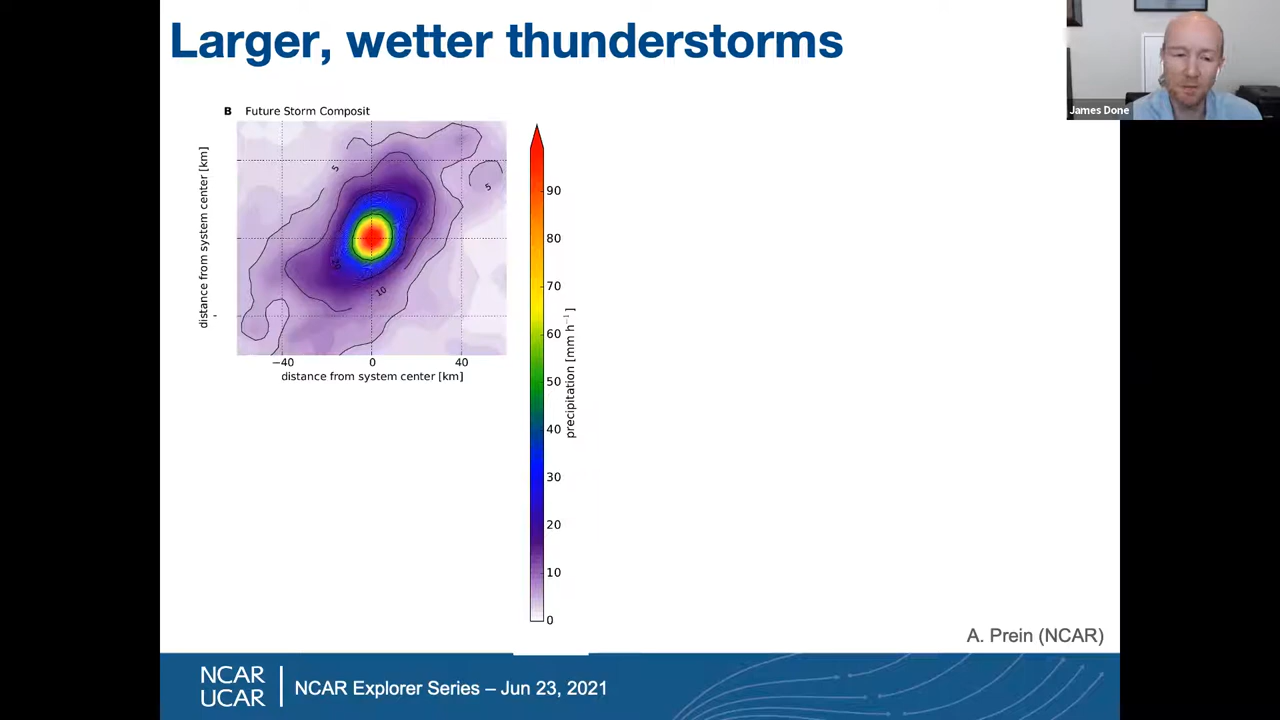 Larger, wetter thunderstorms
James Done
B Future Storm Composit
distance from system center [km]
5
5
20
10
−40 0 40
distance from system center [km]
90
80
70
60
50
40
30
20
10
0
precipitation [mm h⁻¹]
A. Prein (NCAR)
NCAR
UCAR
NCAR Explorer Series – Jun 23, 2021